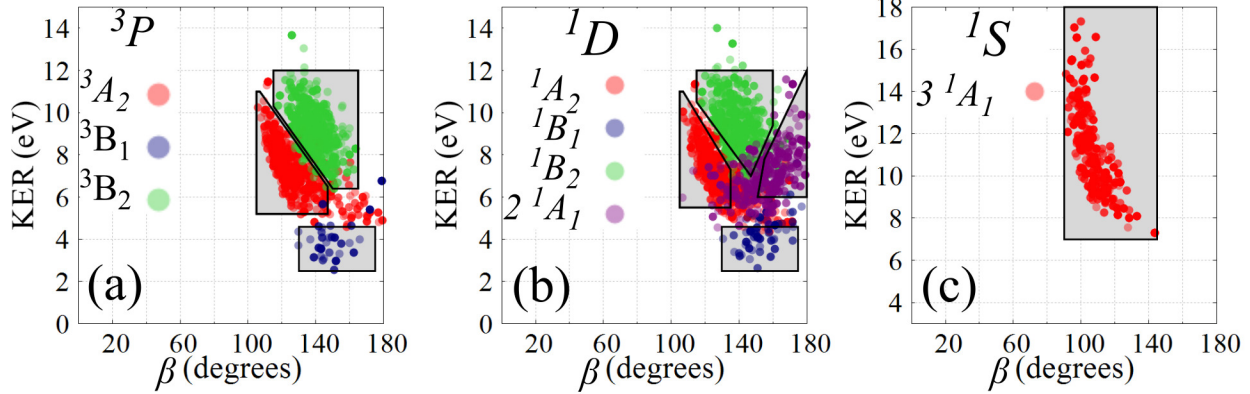 ³P
KER (eV)
14
12
10
8
6
4
2
0
³A₂
³B₁
³B₂
(a)
20 60 100 140 180
β (degrees)
¹D
KER (eV)
14
12
10
8
6
4
2
0
¹A₂
¹B₁
¹B₂
2 ¹A₁
(b)
20 60 100 140 180
β (degrees)
¹S
KER (eV)
18
16
14
12
10
8
6
4
3 ¹A₁
(c)
20 60 100 140 180
β (degrees)